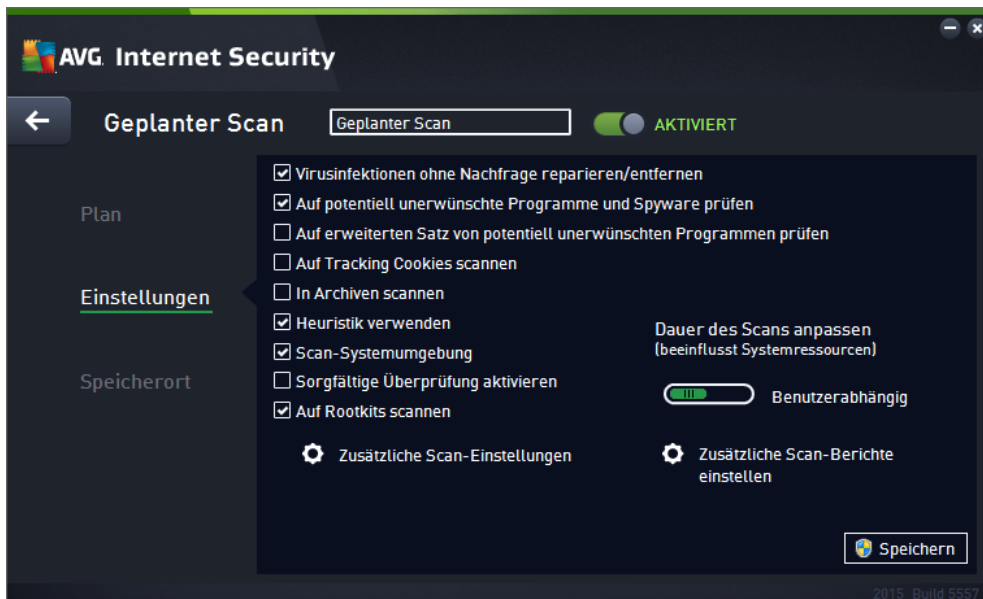 AVG. Internet Security
Geplanter Scan
Geplanter Scan
AKTIVIERT
Plan
Einstellungen
Speicherort
Virusinfektionen ohne Nachfrage reparieren/entfernen
Auf potentiell unerwünschte Programme und Spyware prüfen
Auf erweiterten Satz von potentiell unerwünschten Programmen prüfen
Auf Tracking Cookies scannen
In Archiven scannen
Heuristik verwenden
Scan-Systemumgebung
Sorgfältige Überprüfung aktivieren
Auf Rootkits scannen
Dauer des Scans anpassen
(beeinflusst Systemressourcen)
Benutzerabhängig
Zusätzliche Scan-Einstellungen
Zusätzliche Scan-Berichte
einstellen
Speichern
2015 Build 5557